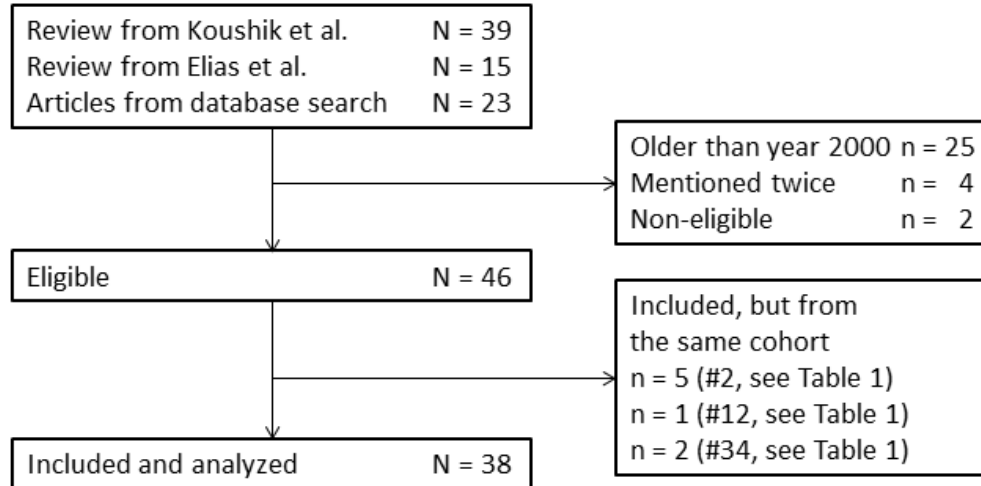 Review from Koushik et al. N = 39
Review from Elias et al. N = 15
Articles from database search N = 23
Older than year 2000 n = 25
Mentioned twice n = 4
Non-eligible n = 2
Eligible N = 46
Included, but from
the same cohort
n = 5 (#2, see Table 1)
n = 1 (#12, see Table 1)
n = 2 (#34, see Table 1)
Included and analyzed N = 38